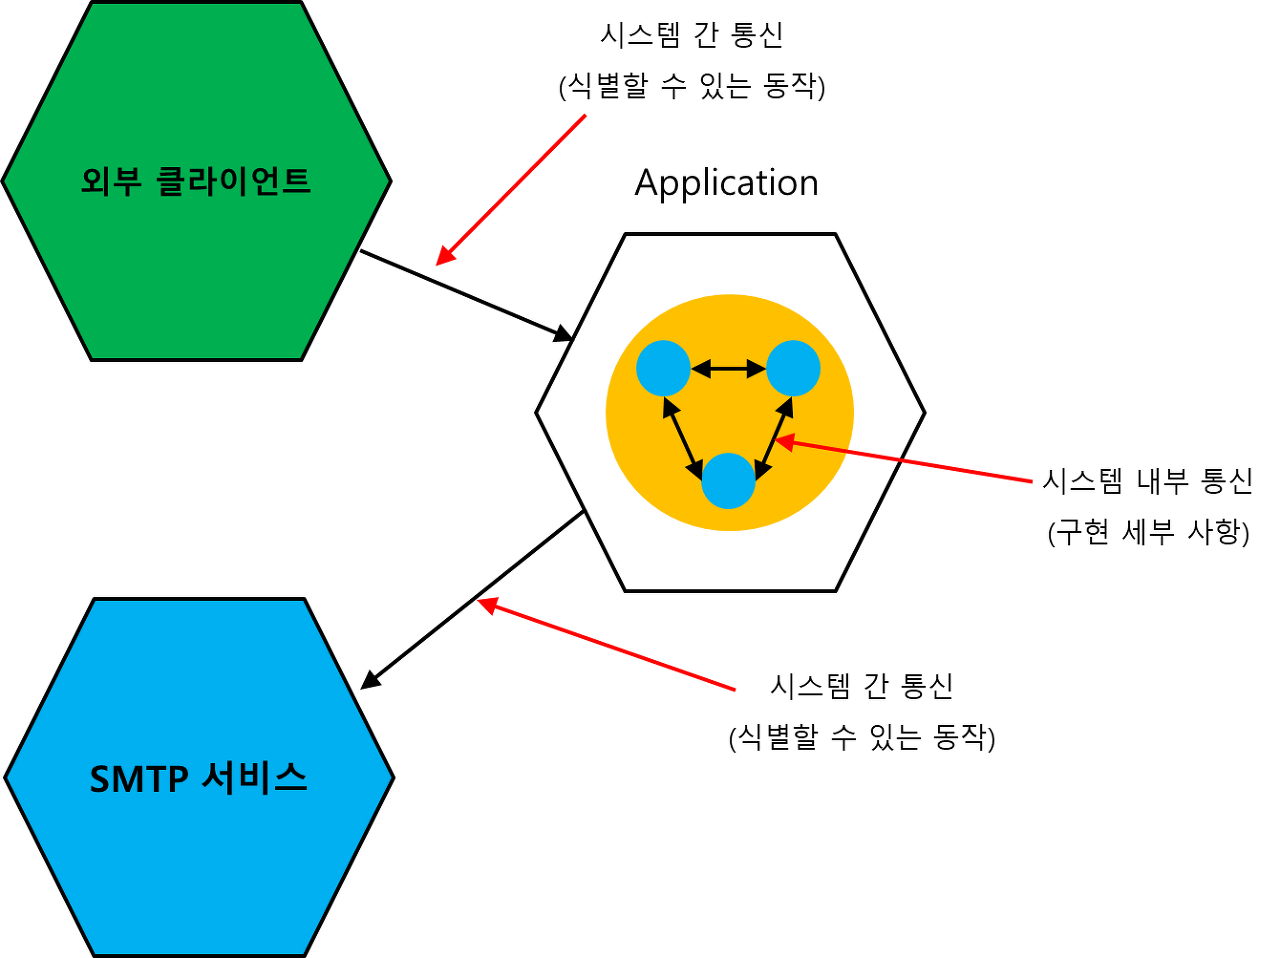 시스템 간 통신
(식별할 수 있는 동작)
외부 클라이언트
Application
시스템 내부 통신
(구현 세부 사항)
시스템 간 통신
(식별할 수 있는 동작)
SMTP 서비스